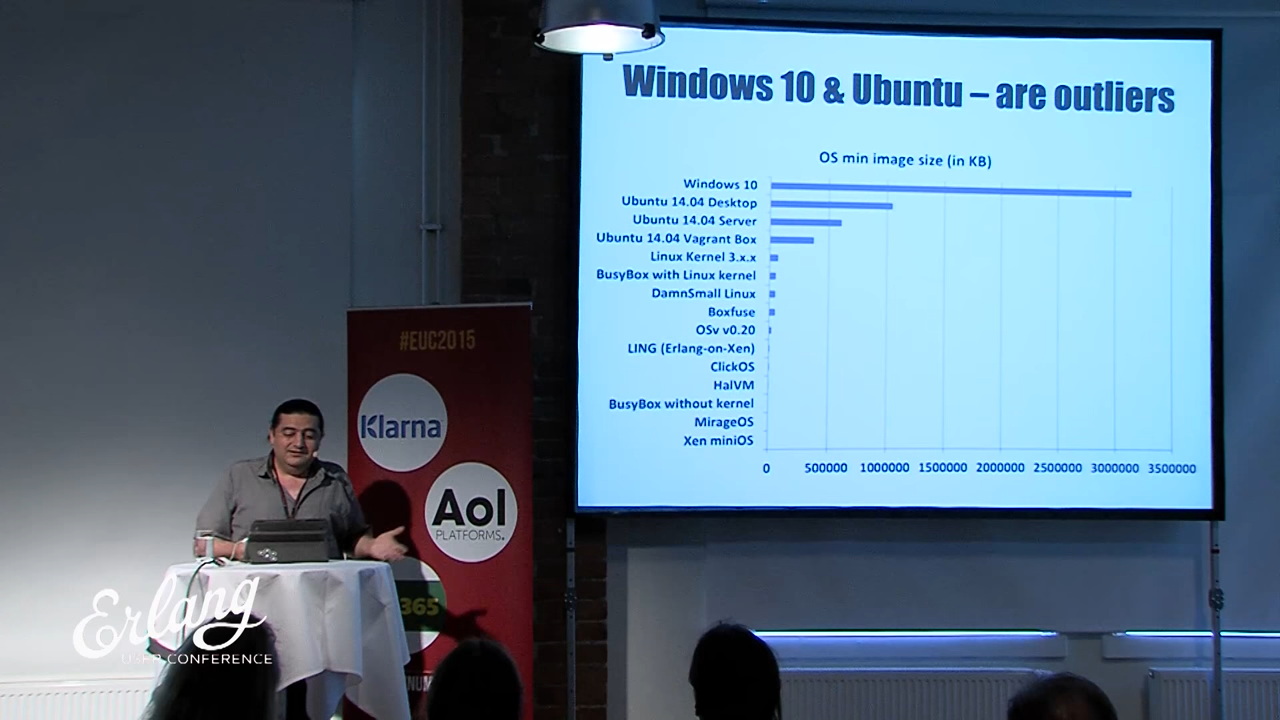 Windows 10 & Ubuntu – are outliers
OS min image size (in KB)
Windows 10
Ubuntu 14.04 Desktop
Ubuntu 14.04 Server
Ubuntu 14.04 Vagrant Box
Linux Kernel 3.x.x
BusyBox with Linux kernel
DamnSmall Linux
Boxfuse
OSv v0.20
LING (Erlang-on-Xen)
ClickOS
HalVM
BusyBox without kernel
MirageOS
Xen miniOS
0 500000 1000000 1500000 2000000 2500000 3000000 3500000
#EUC2015
Klarna
Aol
PLATFORMS.
365
Erlang
USER CONFERENCE